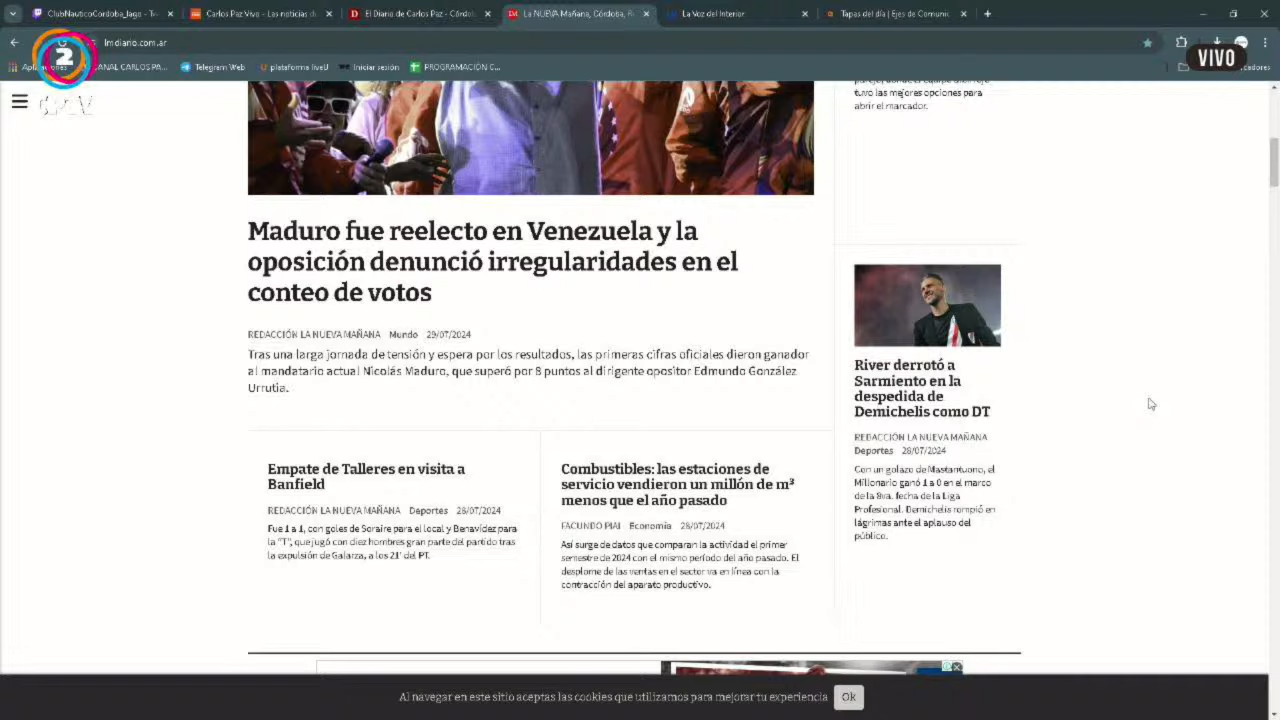 ClubNauticoCordoba_lago - Tw
Carlos Paz Vivo - Las noticias d
El Diario de Carlos Paz - Córdob
La NUEVA Mañana, Córdoba,
La Voz del Interior
Tapas del día | Ejes de Comunic
lmdiario.com.ar
2
VIVO
CANAL CARLOS PA...
Telegram Web
plataforma liveU
Iniciar sesión
PROGRAMACIÓN C...
CPTV
tuvo las mejores opciones para
abrir el marcador.
Maduro fue reelecto en Venezuela y la
oposición denunció irregularidades en el
conteo de votos
REDACCIÓN LA NUEVA MAÑANA Mundo 29/07/2024
Tras una larga jornada de tensión y espera por los resultados, las primeras cifras oficiales dieron ganador
al mandatario actual Nicolás Maduro, que superó por 8 puntos al dirigente opositor Edmundo González
Urrutia.
River derrotó a
Sarmiento en la
despedida de
Demichelis como DT
REDACCIÓN LA NUEVA MAÑANA
Deportes 28/07/2024
Con un golazo de Mastantuono, el
Millonario ganó 1 a 0 en el marco
de la 8va. fecha de la Liga
Profesional. Demichelis rompió en
lágrimas ante el aplauso del
público.
Empate de Talleres en visita a
Banfield
REDACCIÓN LA NUEVA MAÑANA Deportes 28/07/2024
Fue 1 a 1, con goles de Soraire para el local y Benavídez para
la "T", que jugó con diez hombres gran parte del partido tras
la expulsión de Galarza, a los 21' del PT.
Combustibles: las estaciones de
servicio vendieron un millón de m³
menos que el año pasado
FACUNDO PIAI Economía 28/07/2024
Así surge de datos que comparan la actividad el primer
semestre de 2024 con el mismo período del año pasado. El
desplome de las ventas en el sector va en línea con la
contracción del aparato productivo.
Al navegar en este sitio aceptas las cookies que utilizamos para mejorar tu experiencia
Ok